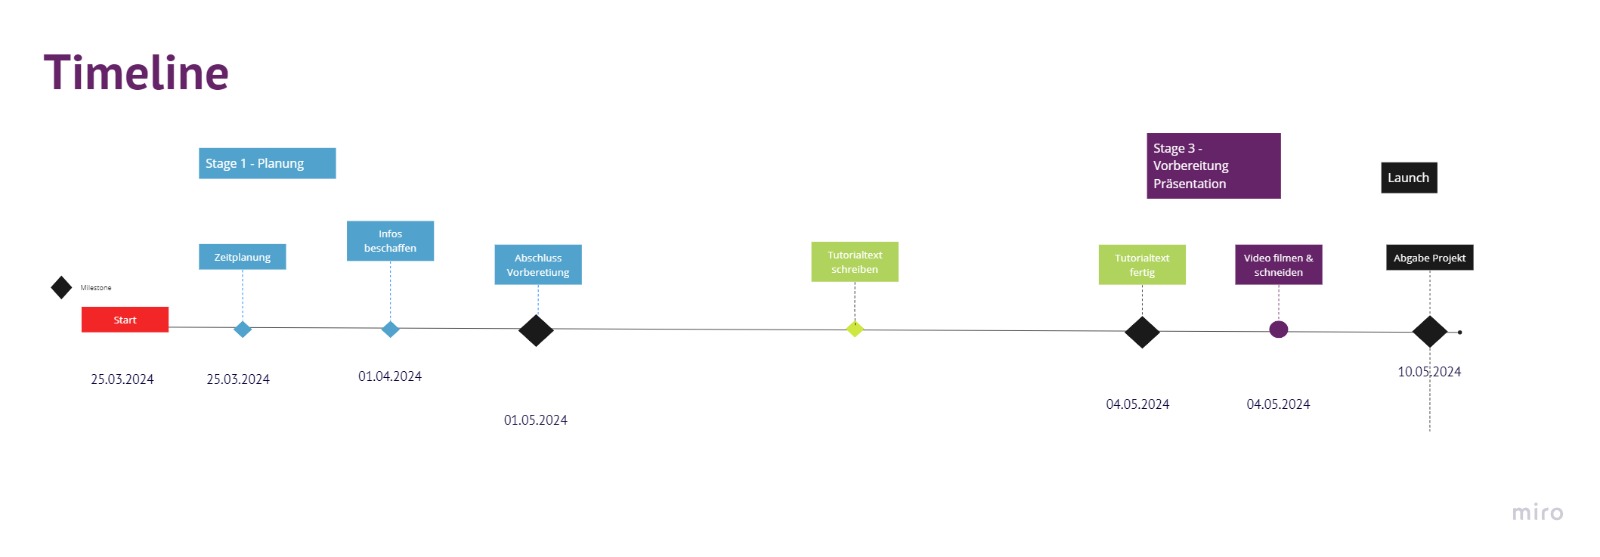 Timeline
Stage 1 - Planung
Stage 3 -
Vorbereitung
Präsentation
Launch
Infos
beschaffen
Zeitplanung
Abschluss
Vorberetiung
Tutorialtext
schreiben
Tutorialtext
fertig
Video filmen &
schneiden
Abgabe Projekt
Milestone
Start
25.03.2024
25.03.2024
01.04.2024
01.05.2024
04.05.2024
04.05.2024
10.05.2024
miro